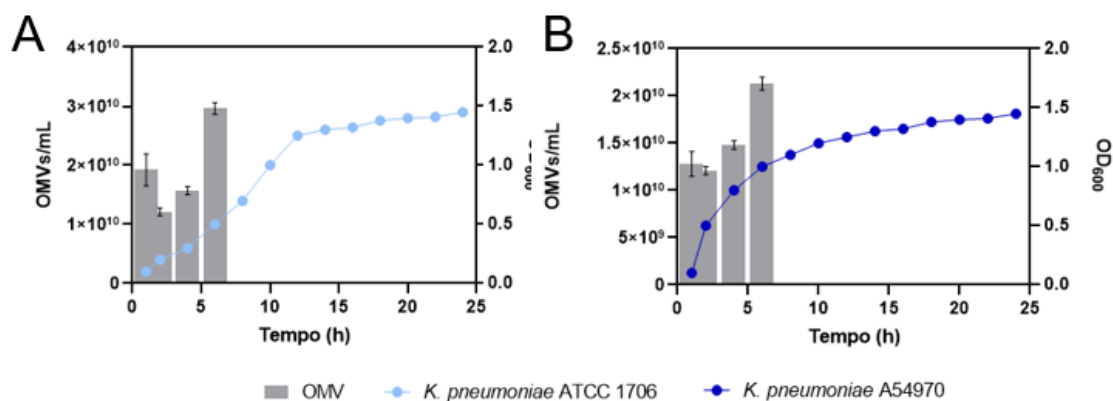 A
4×10¹⁰
3×10¹⁰
2×10¹⁰
1×10¹⁰
0
OMVs/mL
2.0
1.5
1.0
0.5
0.0
0 5 10 15 20 25
Tempo (h)
B
2.5×10¹⁰
2×10¹⁰
1.5×10¹⁰
1×10¹⁰
5×10⁹
0
OMVs/mL
2.0
1.5
1.0
0.5
0.0
OD₆₀₀
0 5 10 15 20 25
Tempo (h)
OMV K. pneumoniae ATCC 1706 K. pneumoniae A54970